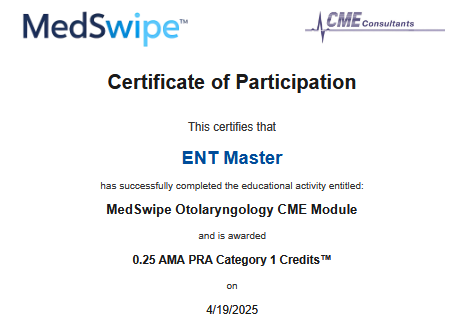 MedSwipe™
CME Consultants
Certificate of Participation
This certifies that
ENT Master
has successfully completed the educational activity entitled:
MedSwipe Otolaryngology CME Module
and is awarded
0.25 AMA PRA Category 1 Credits™
on
4/19/2025